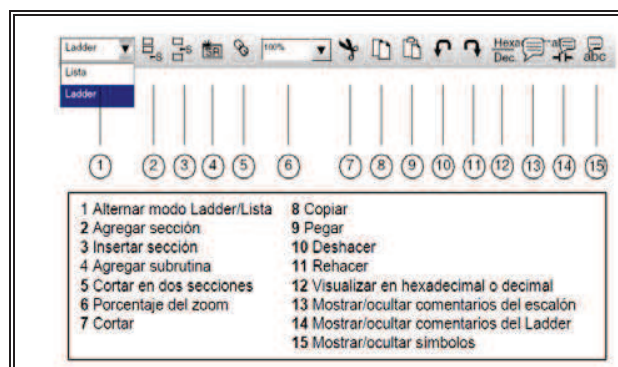 Ladder 100% Hexadecimal
Dec. abc
Lista
Ladder
1 2 3 4 5 6 7 8 9 10 11 12 13 14 15
1 Alternar modo Ladder/Lista
2 Agregar sección
3 Insertar sección
4 Agregar subrutina
5 Cortar en dos secciones
6 Porcentaje del zoom
7 Cortar
8 Copiar
9 Pegar
10 Deshacer
11 Rehacer
12 Visualizar en hexadecimal o decimal
13 Mostrar/ocultar comentarios del escalón
14 Mostrar/ocultar comentarios del Ladder
15 Mostrar/ocultar símbolos